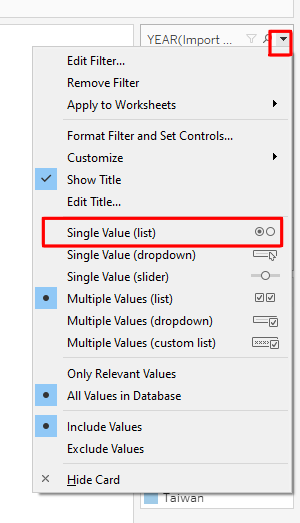 YEAR(Import ...
Edit Filter...
Remove Filter
Apply to Worksheets
Format Filter and Set Controls...
Customize
Show Title
Edit Title...
Single Value (list)
Single Value (dropdown)
Single Value (slider)
Multiple Values (list)
Multiple Values (dropdown)
Multiple Values (custom list)
Only Relevant Values
All Values in Database
Include Values
Exclude Values
Hide Card
Taiwan